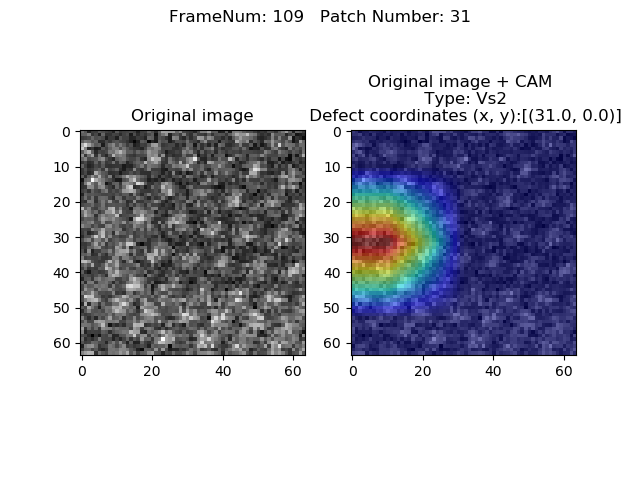 FrameNum: 109   Patch Number: 31
Original image
Original image + CAM
Type: Vs2
Defect coordinates (x, y):[(31.0, 0.0)]
0
10
20
30
40
50
60
0 20 40 60
0
10
20
30
40
50
60
0 20 40 60